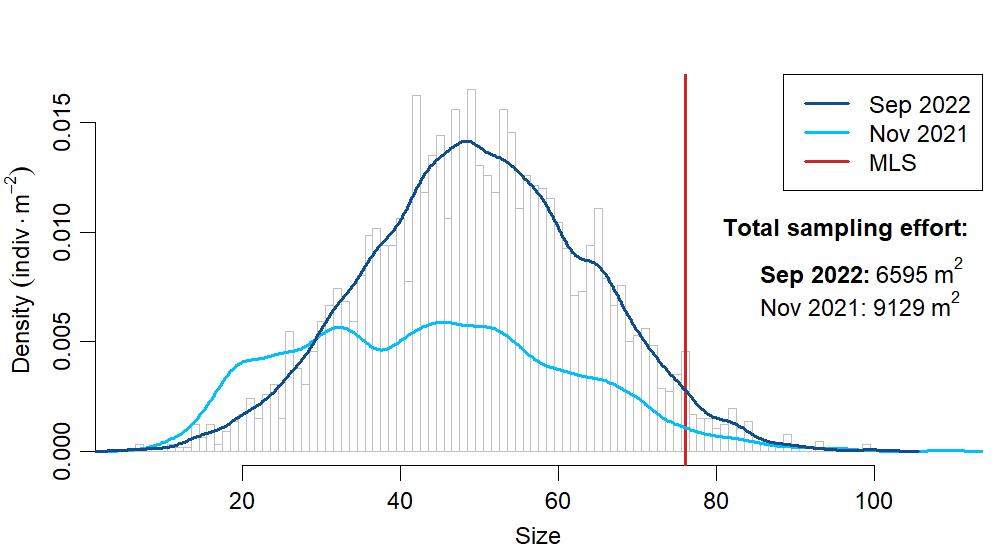 Sep 2022
Nov 2021
MLS
Total sampling effort:
Sep 2022: 6595 m²
Nov 2021: 9129 m²
Density (indiv · m⁻²)
0.015
0.010
0.005
0.000
20 40 60 80 100
Size